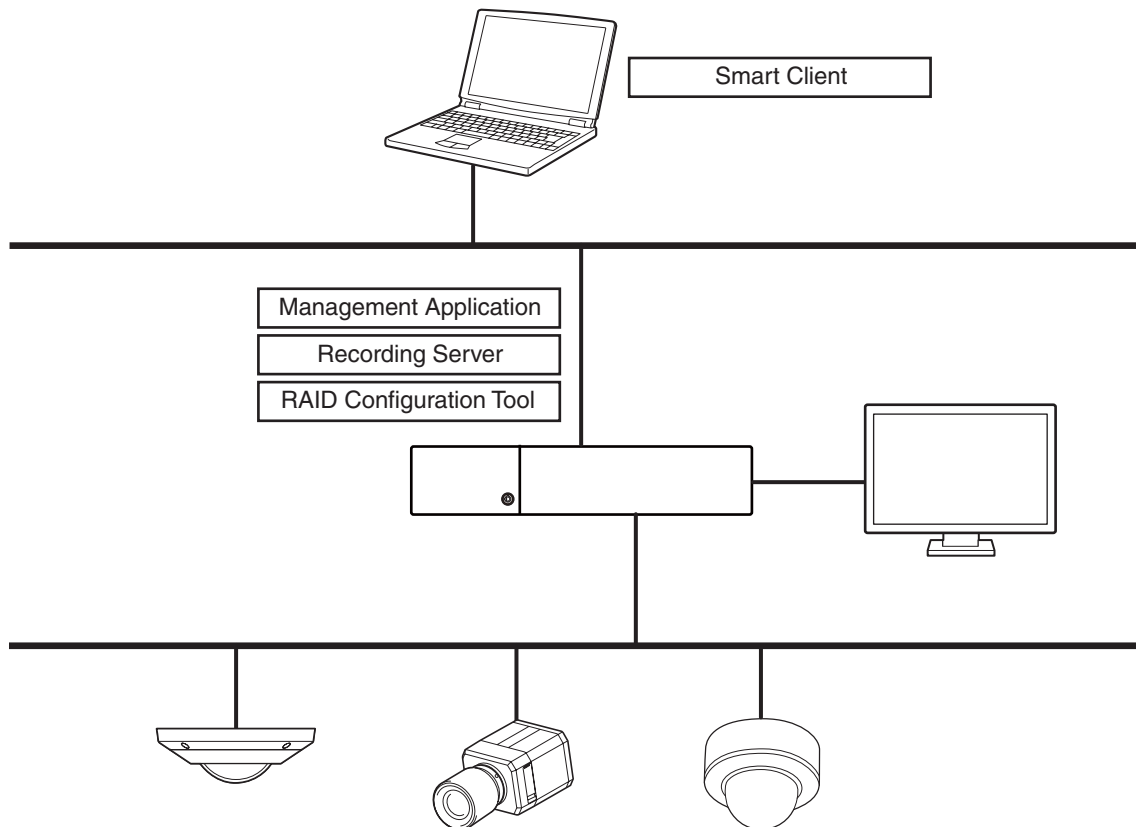 Smart Client
Management Application
Recording Server
RAID Configuration Tool